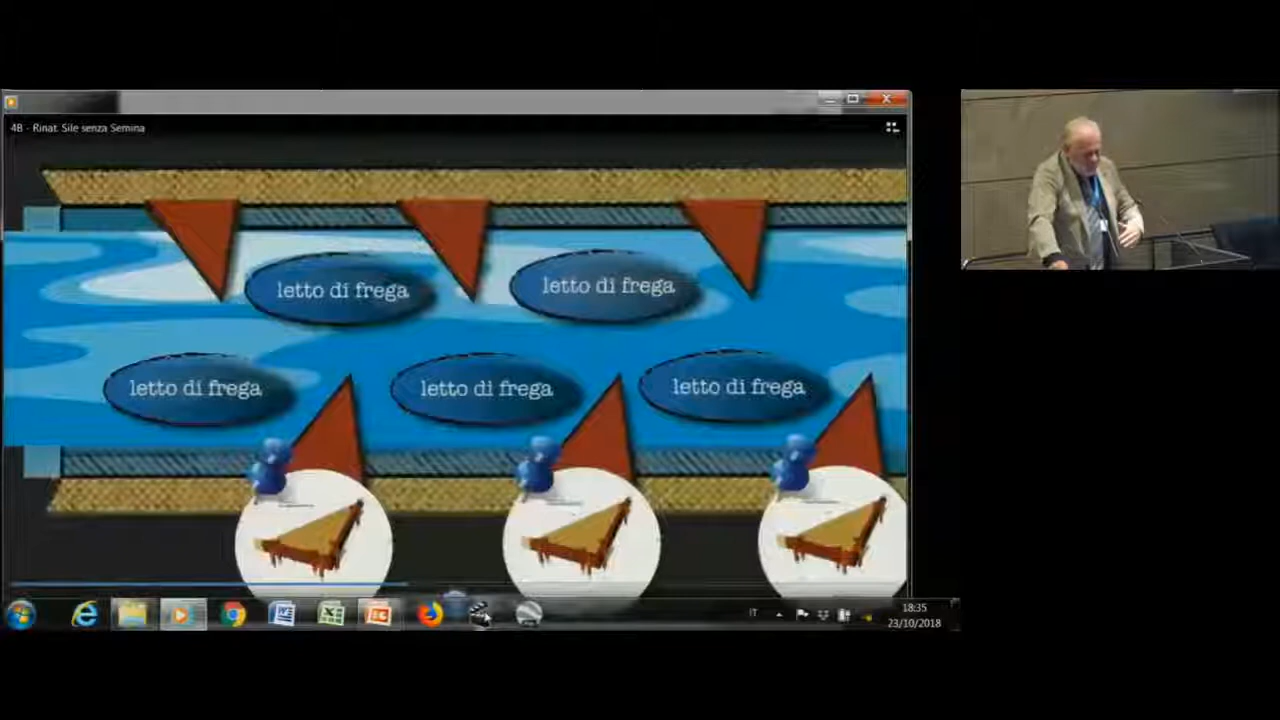 4B - Rinat. Sile senza Semina
letto di frega
letto di frega
letto di frega
letto di frega
letto di frega
IT
18:35
23/10/2018